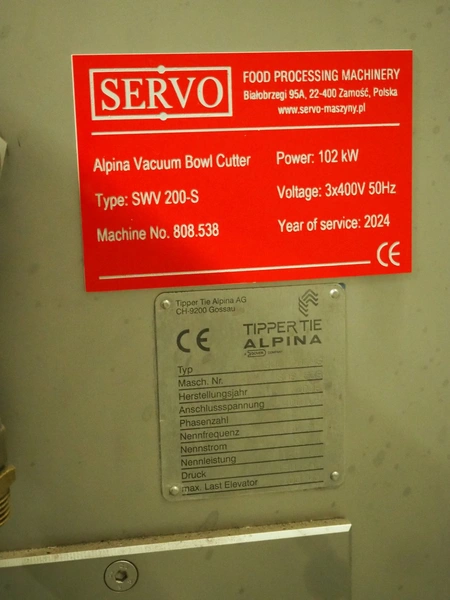 SERVO
FOOD PROCESSING MACHINERY
Białobrzegi 95A, 22-400 Zamość, Polska
www.servo-maszyny.pl
Alpina Vacuum Bowl Cutter
Power: 102 kW
Type: SWV 200-S
Voltage: 3x400V 50Hz
Machine No. 808.538
Year of service: 2024
CE
Tipper Tie Alpina AG
CH-9200 Gossau
CE
TIPPER TIE
ALPINA
Typ
Masch. Nr.
Herstellungsjahr
Anschlussspannung
Phasenzahl
Nennfrequenz
Nennstrom
Nennleistung
Druck
max. Last Elevator